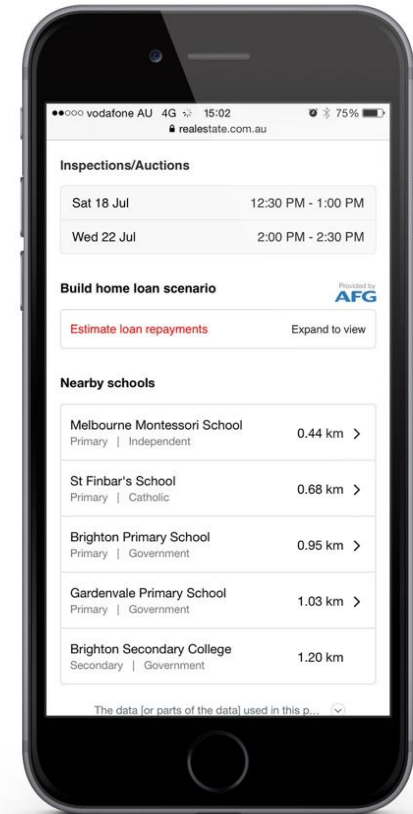 vodafone AU 4G 15:02 75%
realestate.com.au
Inspections/Auctions
Sat 18 Jul 12:30 PM - 1:00 PM
Wed 22 Jul 2:00 PM - 2:30 PM
Build home loan scenario Provided by
AFG
Estimate loan repayments Expand to view
Nearby schools
Melbourne Montessori School
Primary | Independent
0.44 km
St Finbar's School
Primary | Catholic
0.68 km
Brighton Primary School
Primary | Government
0.95 km
Gardenvale Primary School
Primary | Government
1.03 km
Brighton Secondary College
Secondary | Government
1.20 km
The data [or parts of the data] used in this p...